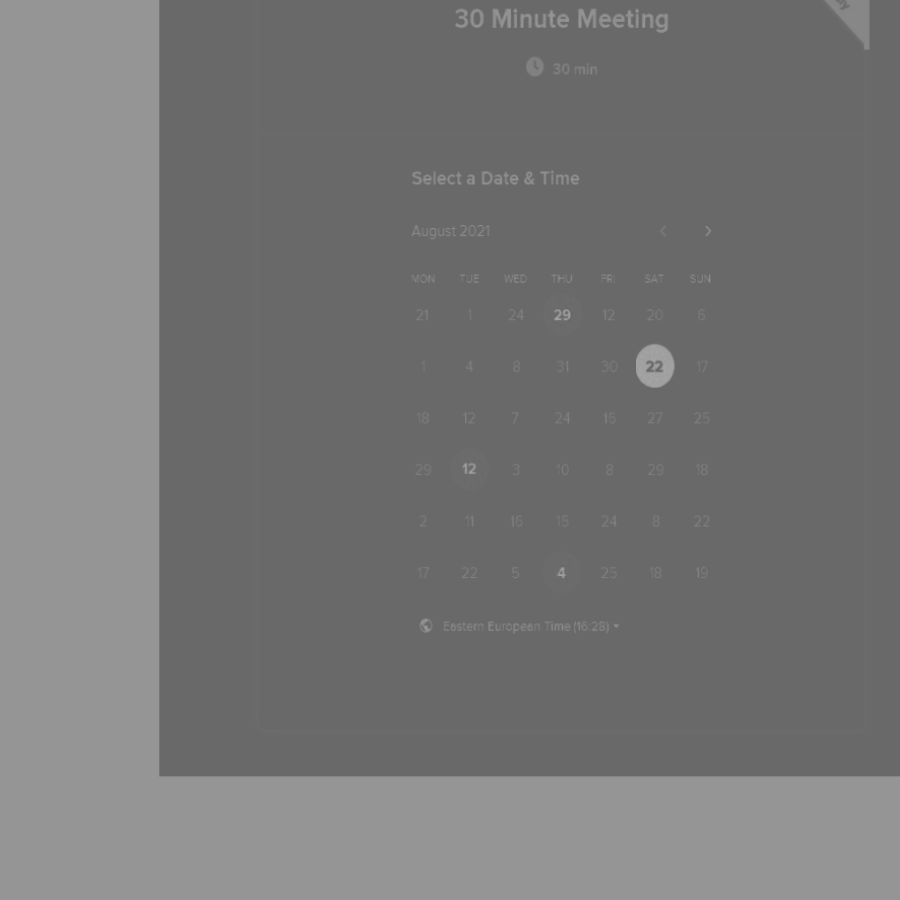 30 Minute Meeting
30 min
Select a Date & Time
August 2021
MON TUE WED THU FRI SAT SUN
21 1 24 29 12 20 6
1 4 8 31 30 22 17
18 12 7 24 15 27 25
29 12 3 10 8 29 18
2 11 16 15 24 8 22
17 22 5 4 25 18 19
Eastern European Time (16:28)